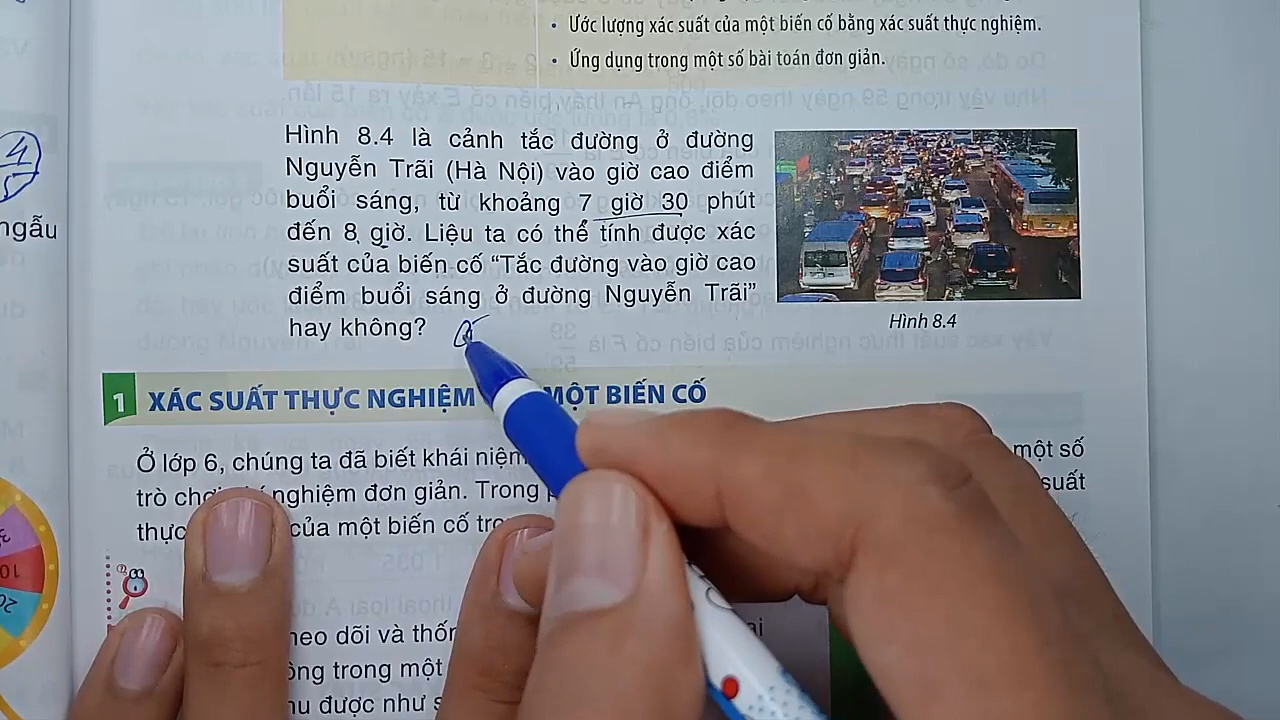 • Ước lượng xác suất của một biến cố bằng xác suất thực nghiệm.
• Ứng dụng trong một số bài toán đơn giản.
Hình 8.4 là cảnh tắc đường ở đường
Nguyễn Trãi (Hà Nội) vào giờ cao điểm
buổi sáng, từ khoảng 7 giờ 30 phút
đến 8 giờ. Liệu ta có thể tính được xác
suất của biến cố “Tắc đường vào giờ cao
điểm buổi sáng ở đường Nguyễn Trãi”
hay không?
Hình 8.4
ngẫu
1 XÁC SUẤT THỰC NGHIỆM MỘT BIẾN CỐ
Ở lớp 6, chúng ta đã biết khái niệm một số
trò chơi nghiệm đơn giản. Trong suất
thực của một biến cố
theo dõi và thống
trong một
được như
10
20